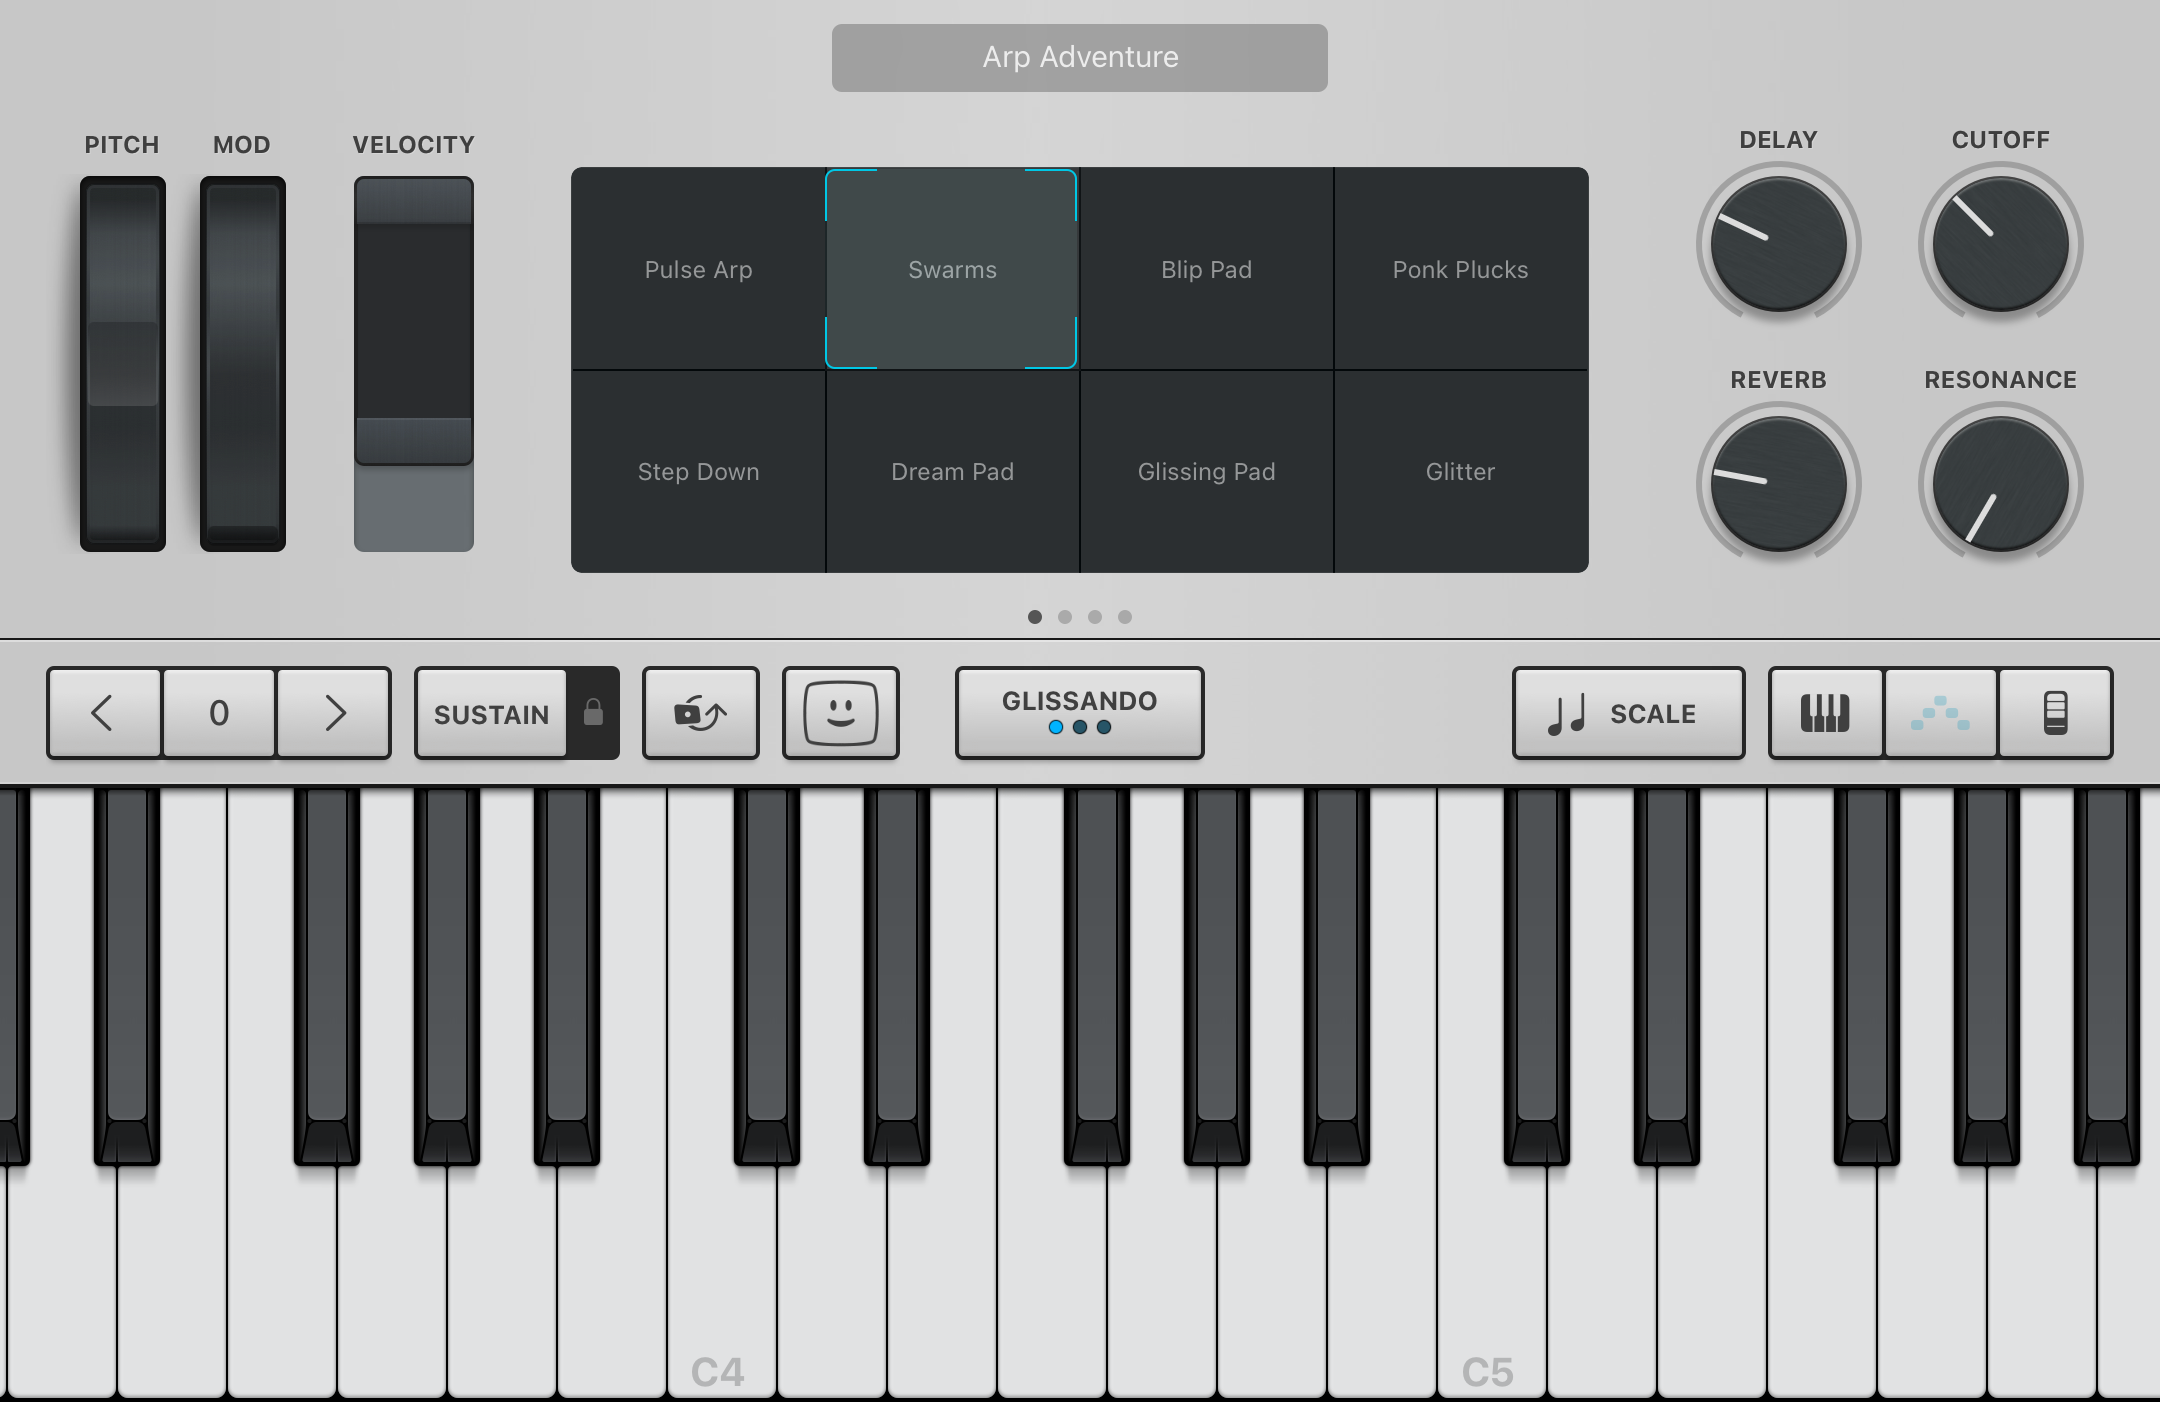 Arp Adventure
PITCH MOD VELOCITY
DELAY CUTOFF
Pulse Arp Swarms Blip Pad Ponk Plucks
REVERB RESONANCE
Step Down Dream Pad Glissing Pad Glitter
0 SUSTAIN GLISSANDO SCALE
C4 C5